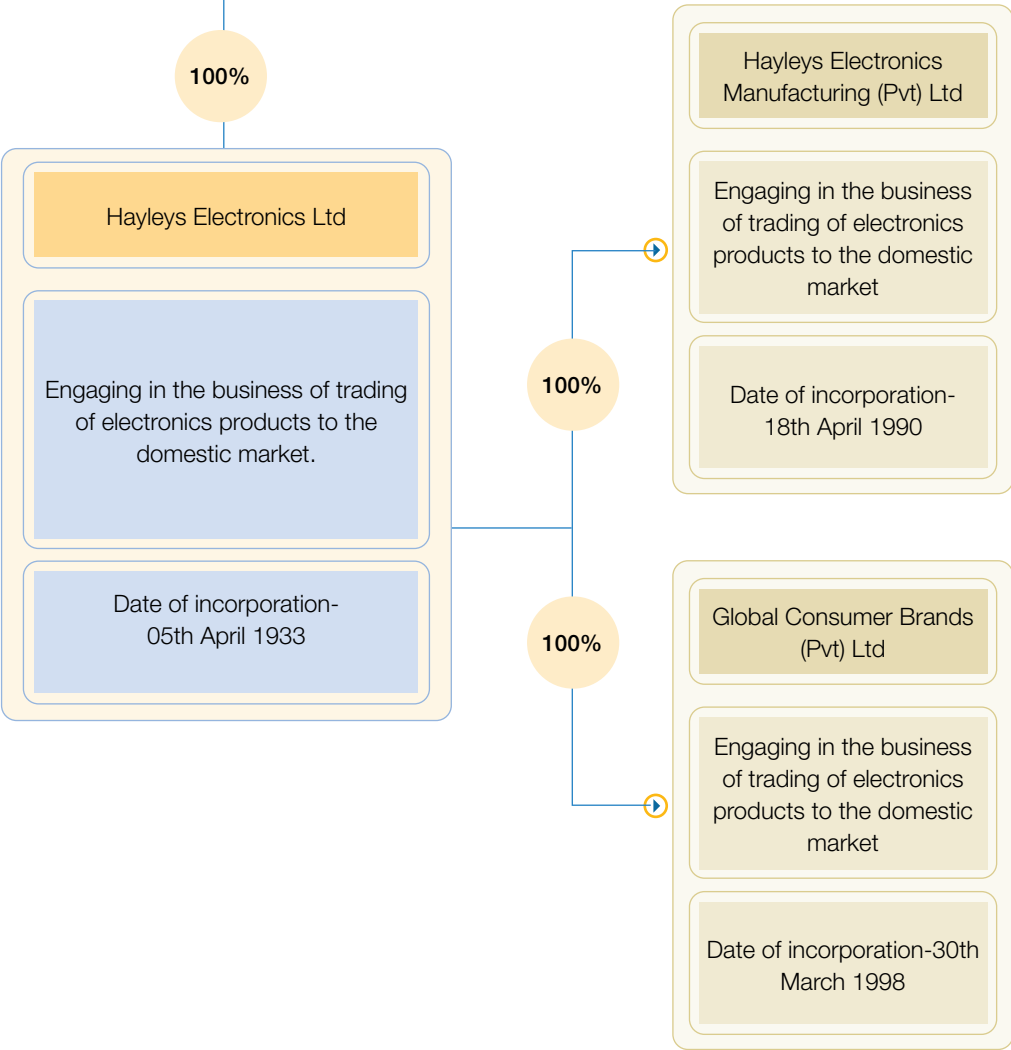 100%
Hayleys Electronics Ltd
Engaging in the business of trading
of electronics products to the
domestic market.
Date of incorporation-
05th April 1933
100%
Hayleys Electronics
Manufacturing (Pvt) Ltd
Engaging in the business
of trading of electronics
products to the domestic
market
Date of incorporation-
18th April 1990
100%
Global Consumer Brands
(Pvt) Ltd
Engaging in the business
of trading of electronics
products to the domestic
market
Date of incorporation-30th
March 1998